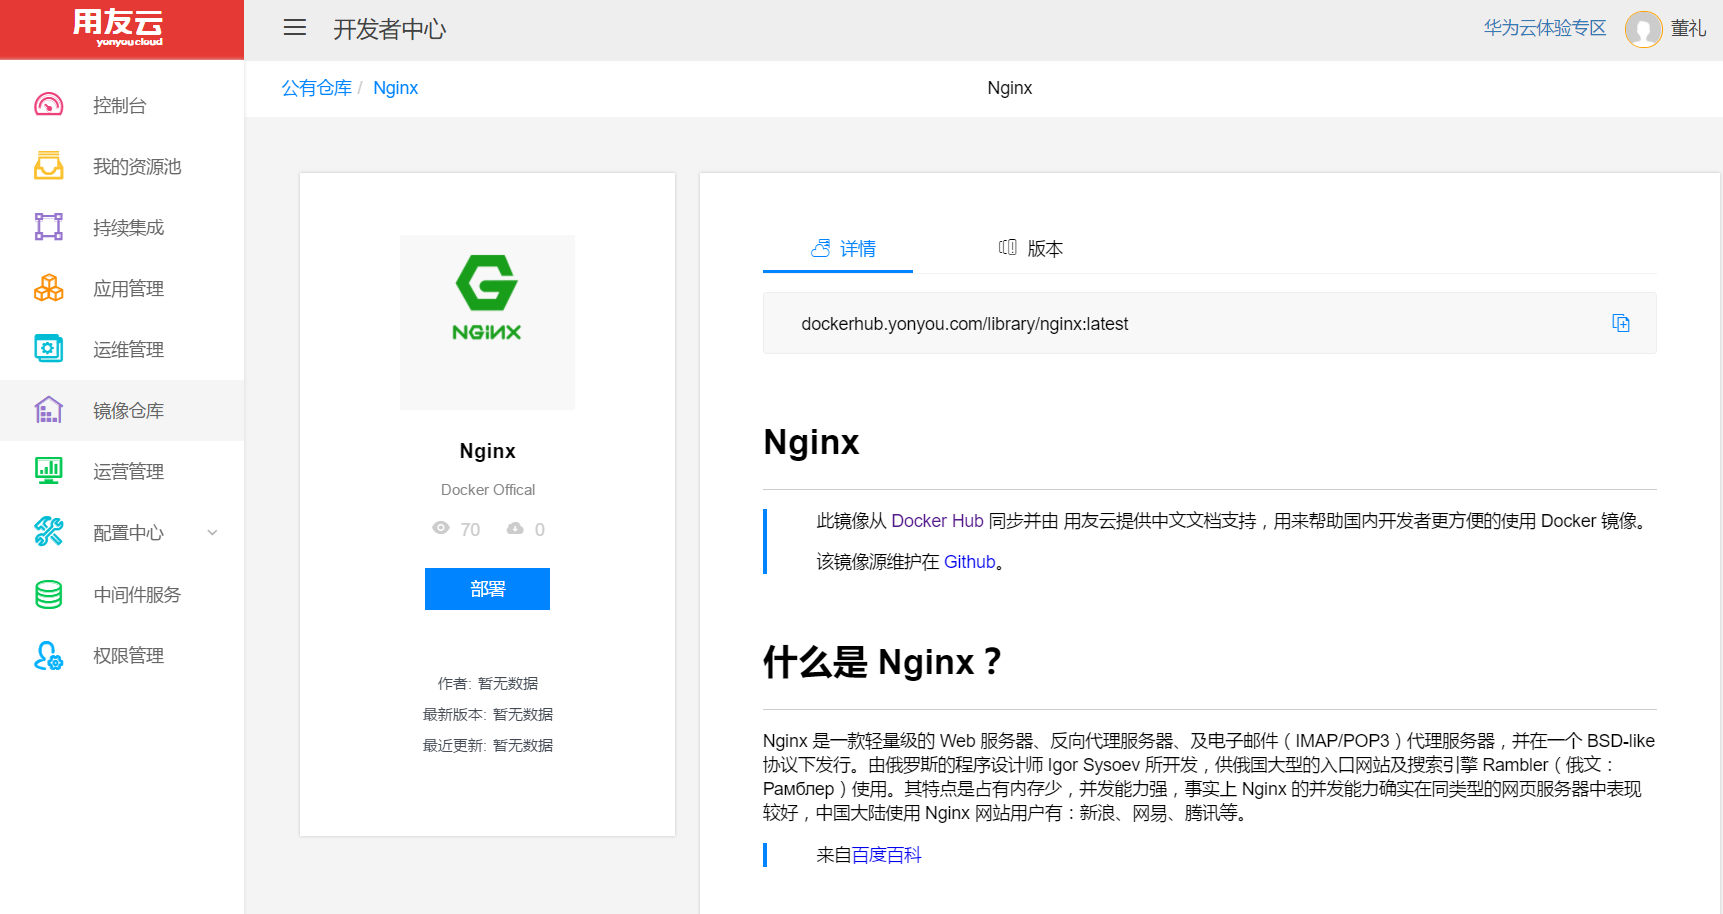 用友云
yonyou cloud
开发者中心
华为云体验专区
董礼
控制台
我的资源池
持续集成
应用管理
运维管理
镜像仓库
运营管理
配置中心
中间件服务
权限管理
公有仓库 / Nginx
Nginx
NGiNX
Nginx
Docker Offical
70 0
部署
作者: 暂无数据
最新版本: 暂无数据
最近更新: 暂无数据
详情
版本
dockerhub.yonyou.com/library/nginx:latest
Nginx
此镜像从 Docker Hub 同步并由 用友云提供中文文档支持，用来帮助国内开发者更方便的使用 Docker 镜像。
该镜像源维护在 Github。
什么是 Nginx？
Nginx 是一款轻量级的 Web 服务器、反向代理服务器、及电子邮件（IMAP/POP3）代理服务器，并在一个 BSD-like
协议下发行。由俄罗斯的程序设计师 Igor Sysoev 所开发，供俄国大型的入口网站及搜索引擎 Rambler（俄文：
Рамблер）使用。其特点是占有内存少，并发能力强，事实上 Nginx 的并发能力确实在同类型的网页服务器中表现
较好，中国大陆使用 Nginx 网站用户有：新浪、网易、腾讯等。
来自百度百科